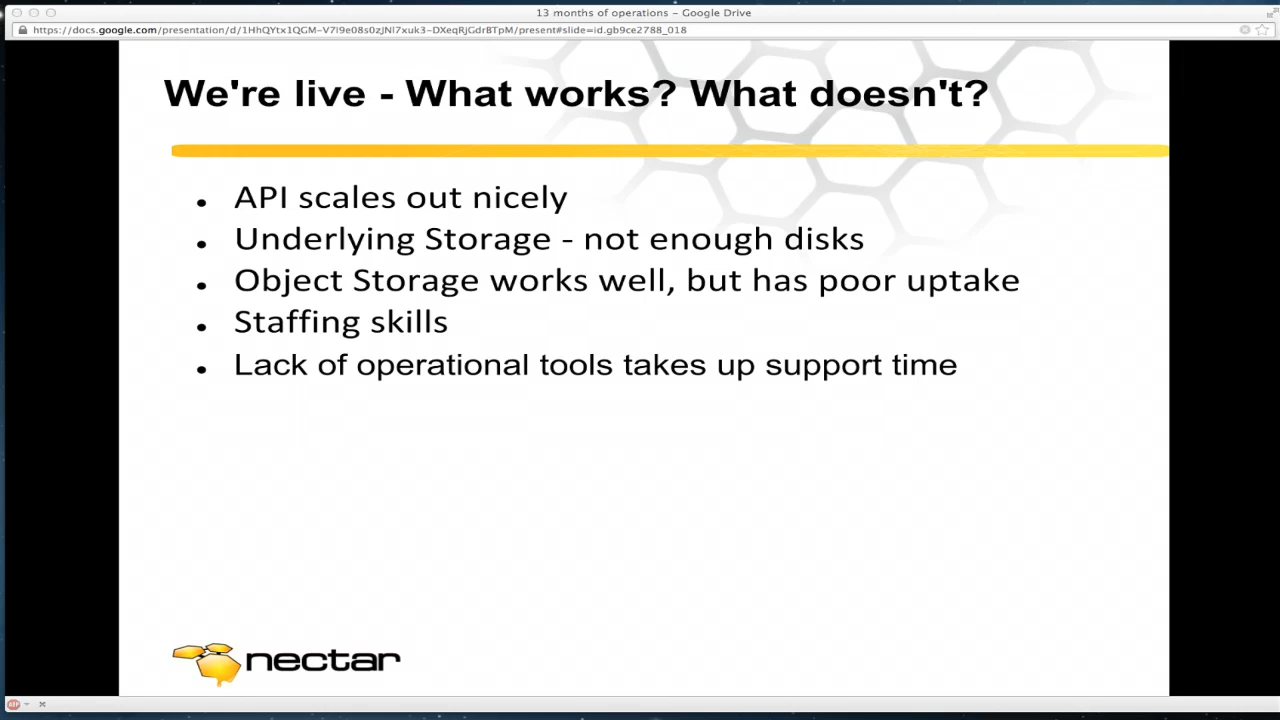 13 months of operations – Google Drive
https://docs.google.com/presentation/d/1HhQYtx1QGM-V7l9e08s0zJNl7xuk3-DXeqRjGdrBTpM/present#slide=id.gb9ce2788_018
We're live - What works? What doesn't?
• API scales out nicely
• Underlying Storage - not enough disks
• Object Storage works well, but has poor uptake
• Staffing skills
• Lack of operational tools takes up support time
nectar
ABP